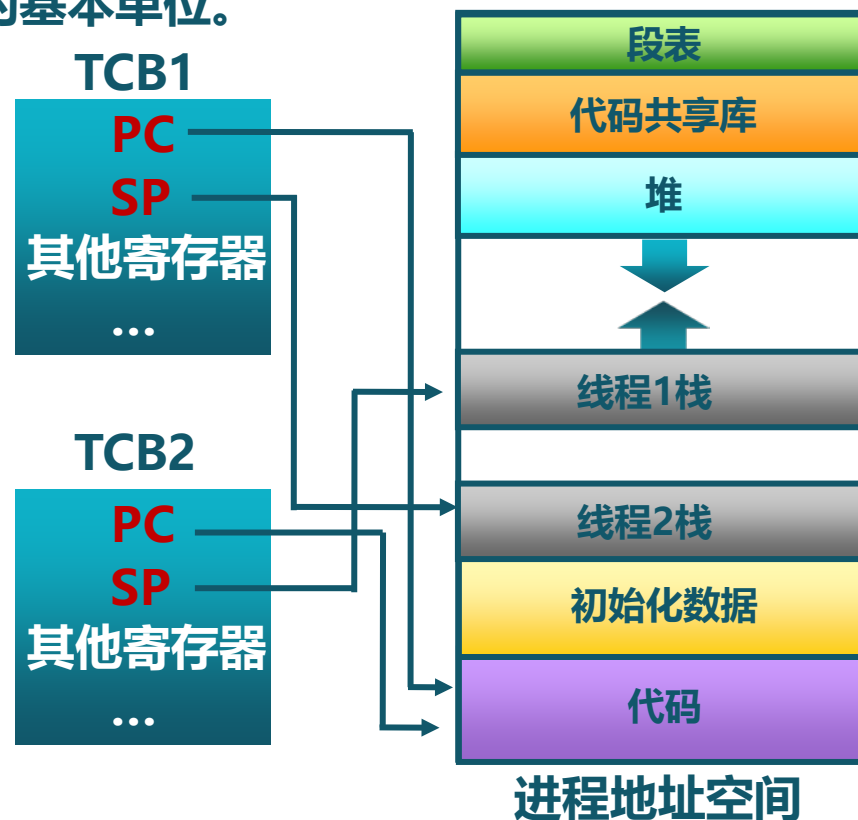 的基本单位。
TCB1
PC
SP
其他寄存器
...
TCB2
PC
SP
其他寄存器
...
段表
代码共享库
堆
线程1栈
线程2栈
初始化数据
代码
进程地址空间